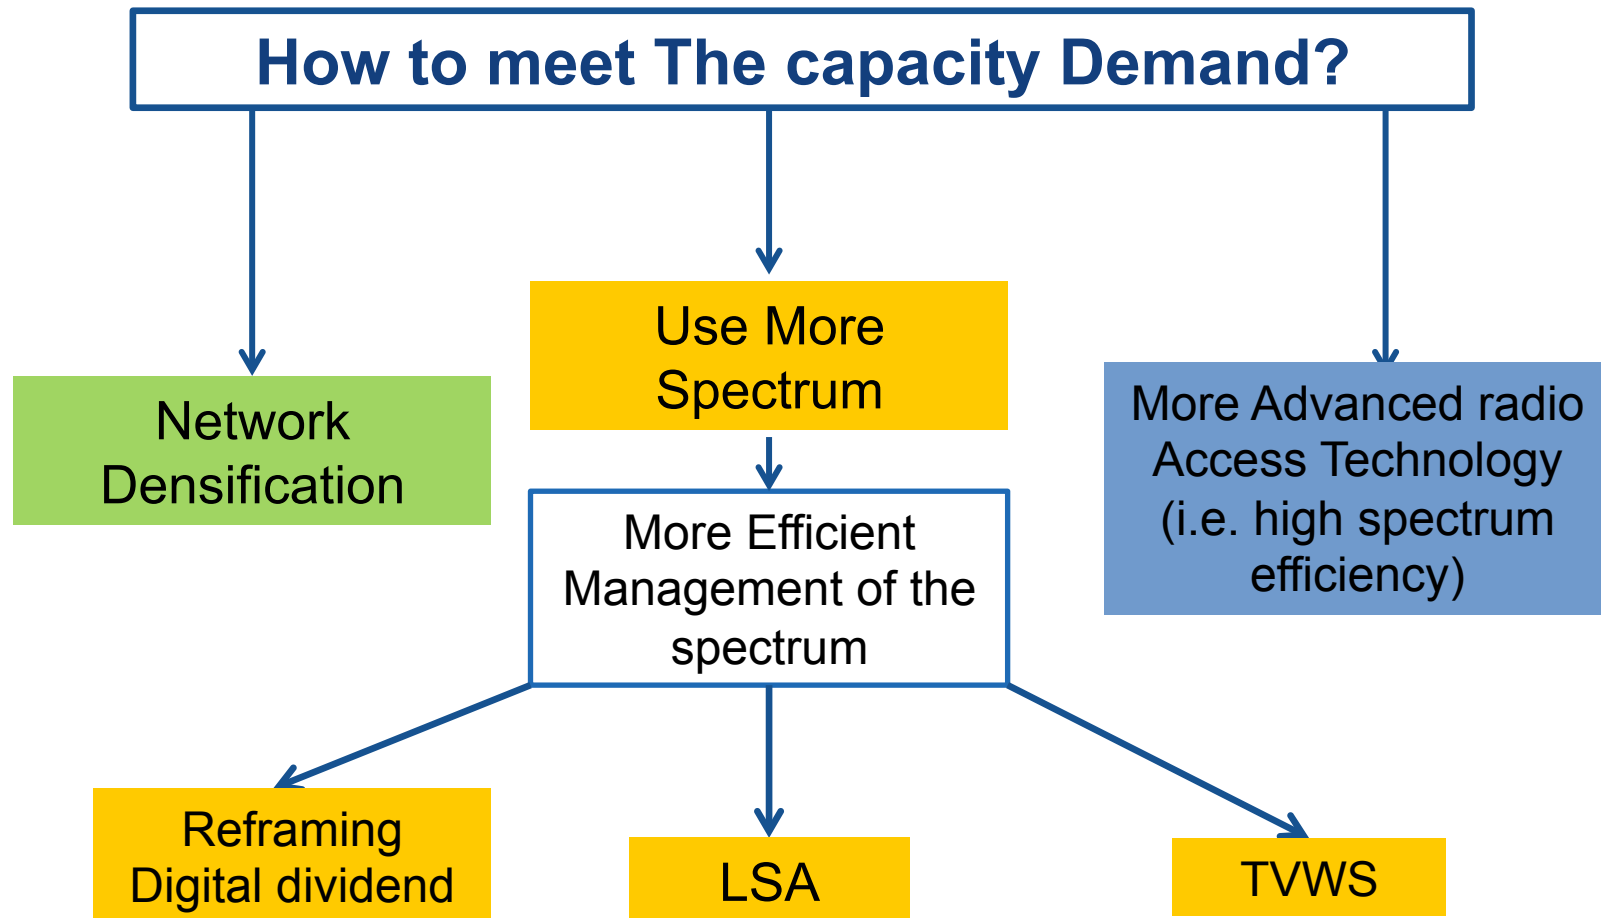 How to meet The capacity Demand?
Use More
Spectrum
Network
Densification
More Advanced radio
Access Technology
(i.e. high spectrum
efficiency)
More Efficient
Management of the
spectrum
Reframing
Digital dividend
LSA
TVWS